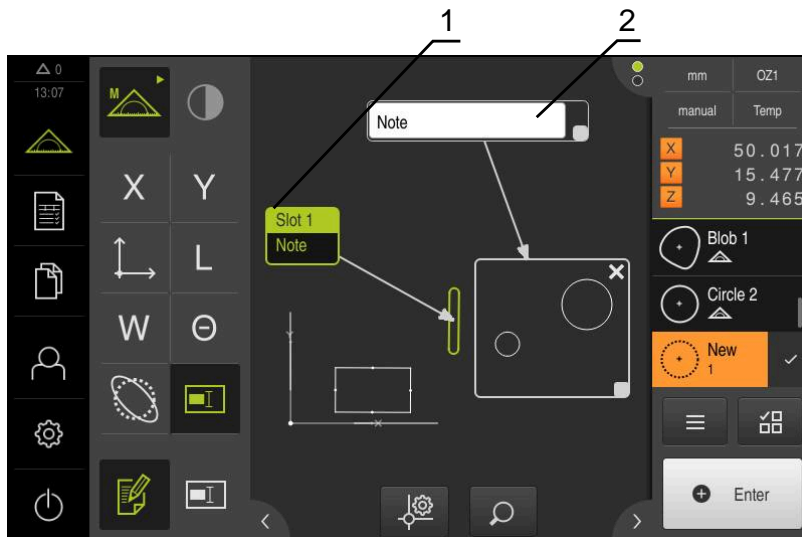 1 2
0
13:07
M
X Y
L
W Θ
Note
Slot 1
Note
Y
X
mm 0Z1
manual Temp
X 50.017
Y 15.477
Z 9.465
Blob 1
Circle 2
New
1
Enter